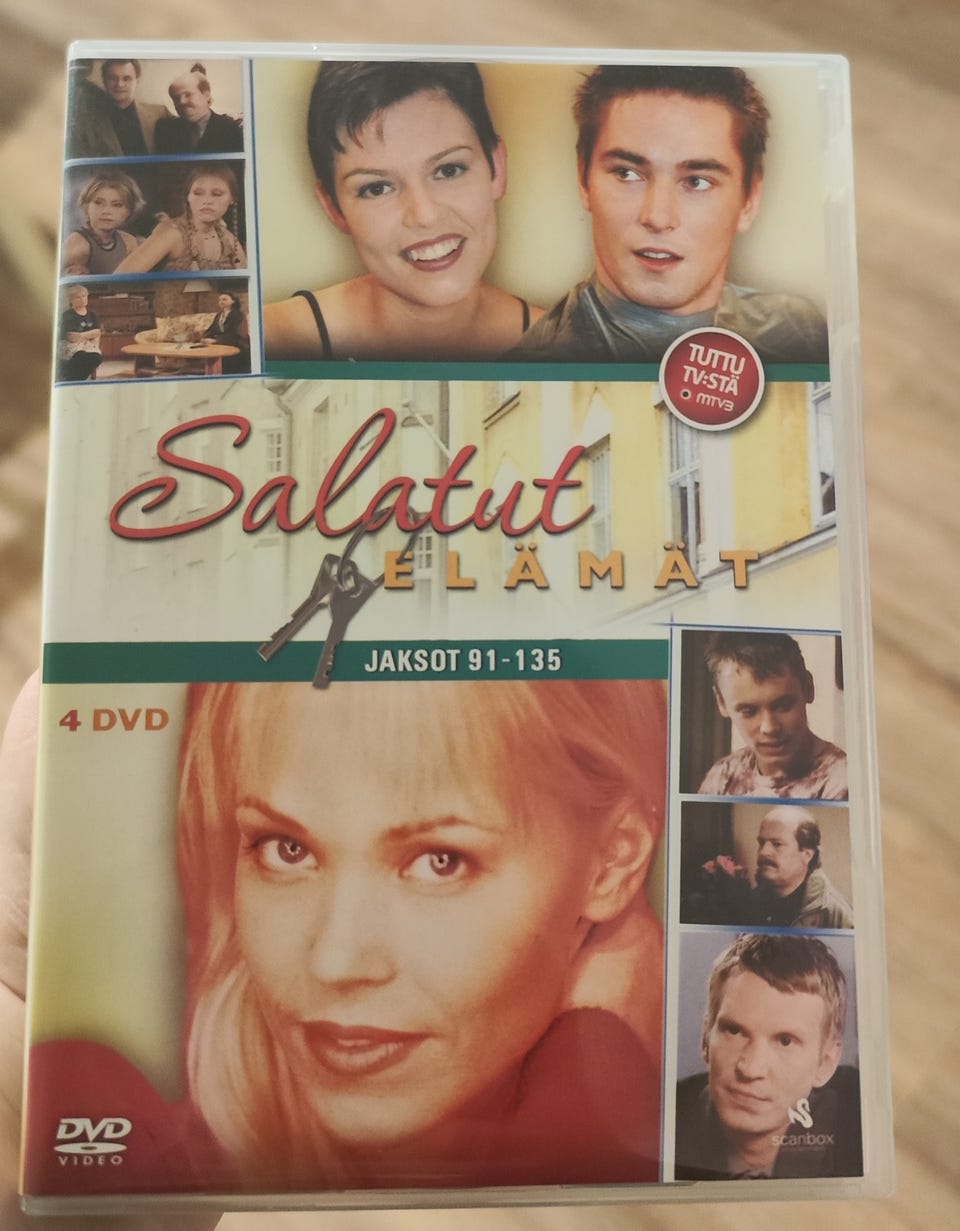 TUTTU
TV:STÄ
MTV3
Salatut
ELÄMÄT
JAKSOT 91-135
4 DVD
DVD
VIDEO
scanbox